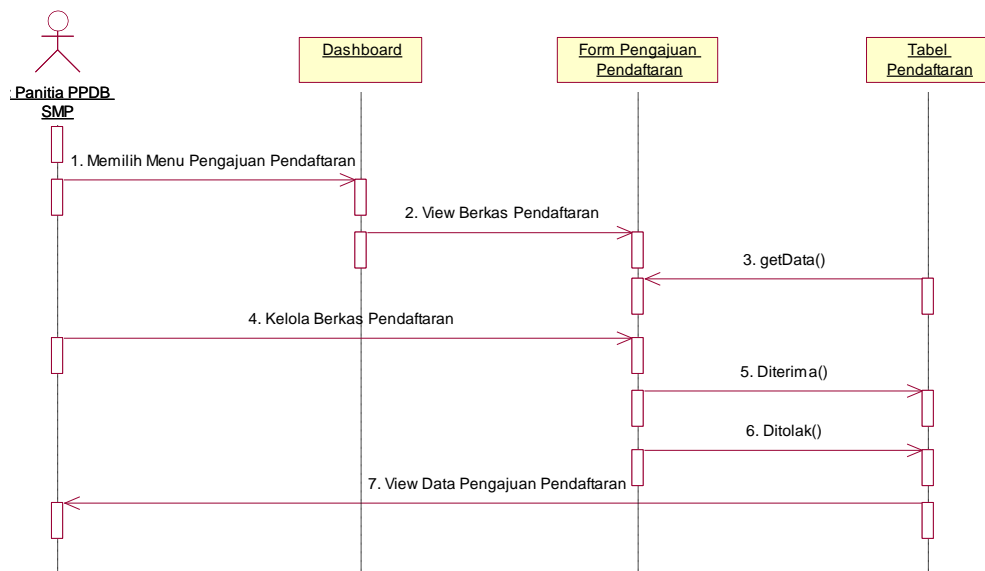 Dashboard
Form Pengajuan
Pendaftaran
Tabel
Pendaftaran
: Panitia PPDB
SMP
1. Memilih Menu Pengajuan Pendaftaran
2. View Berkas Pendaftaran
3. getData()
4. Kelola Berkas Pendaftaran
5. Diterima()
6. Ditolak()
7. View Data Pengajuan Pendaftaran